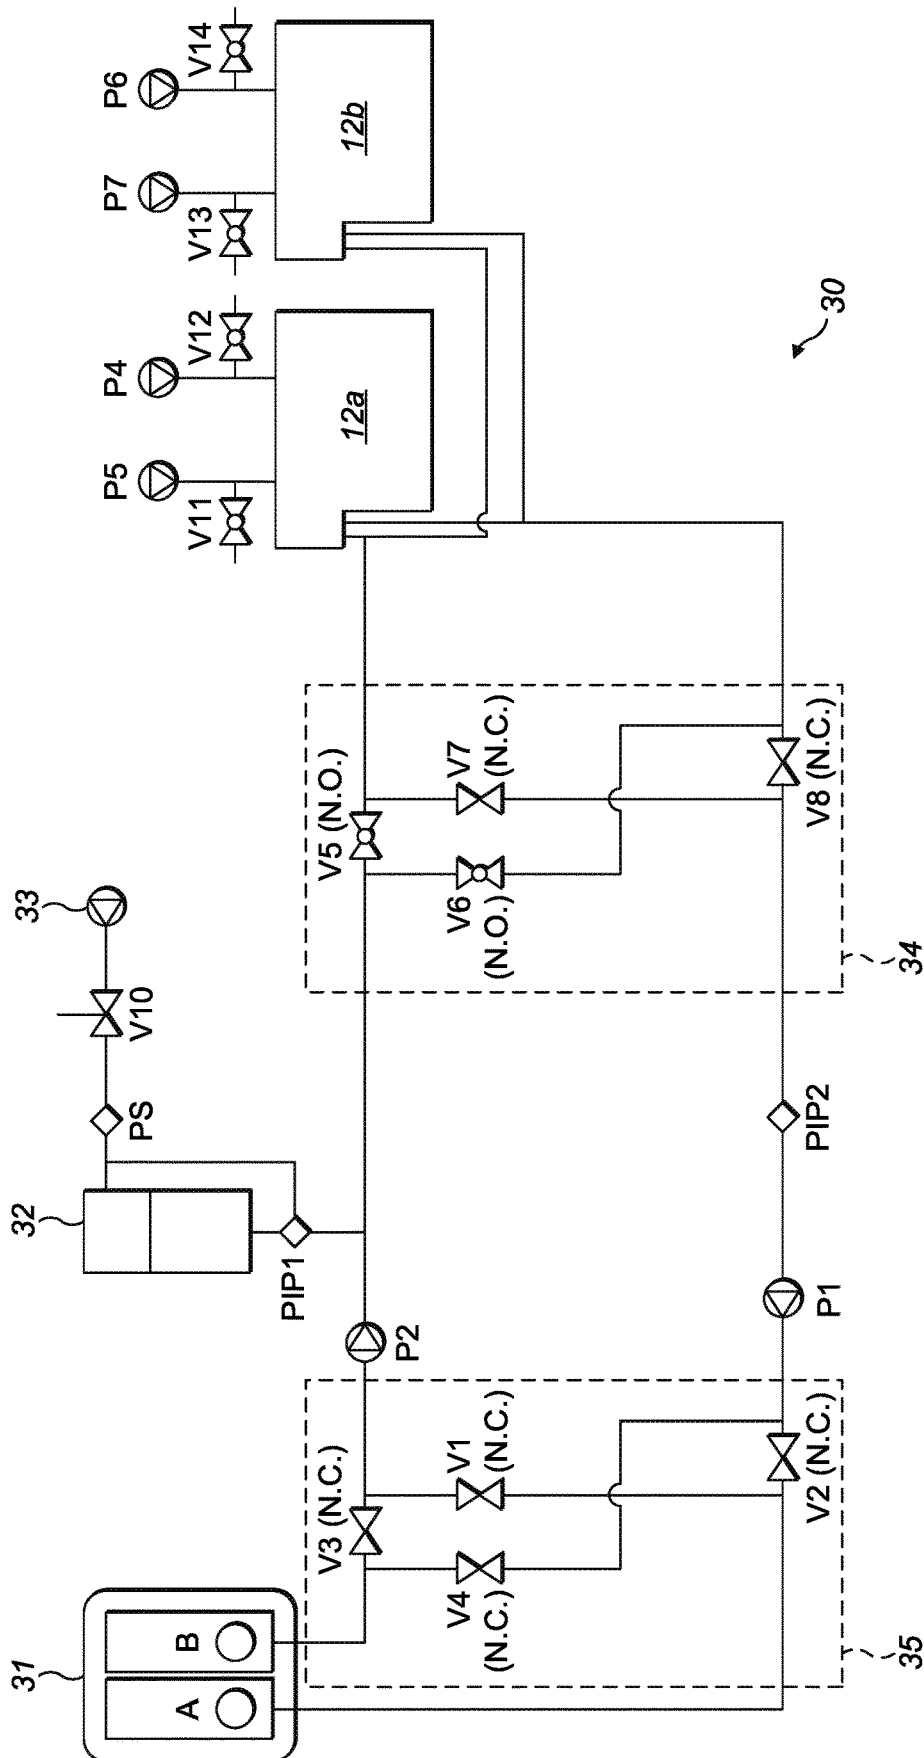 31
A
B
V3 (N.C.)
V4
(N.C.)
V1
(N.C.)
V2 (N.C.)
35
32
PIP1
P2
P1
PIP2
PS
V10
33
V5 (N.O.)
V6
(N.O.)
V7
(N.C.)
V8 (N.C.)
34
P5
V11
P4
V12
12a
P7
V13
P6
V14
12b
30